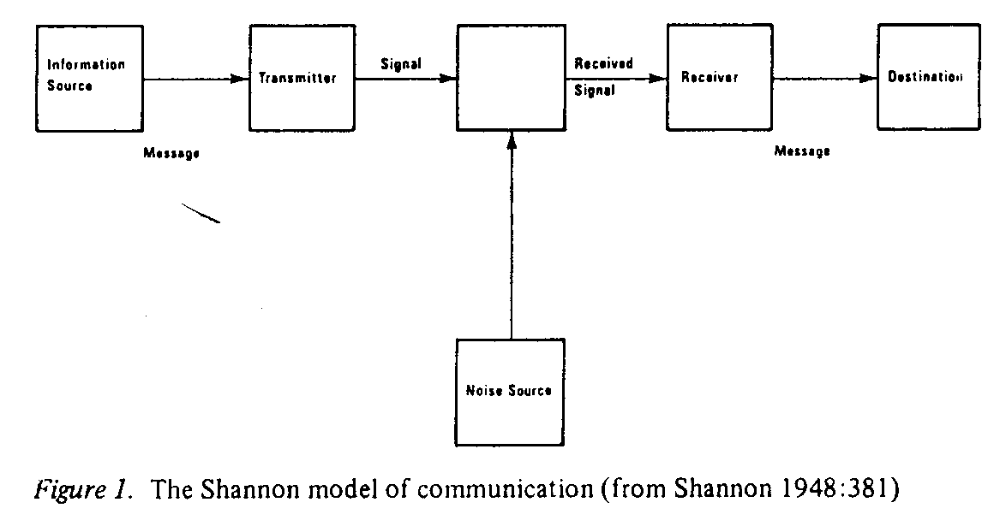 Information
Source
Transmitter
Signal
Received
Signal
Receiver
Destination
Message
Message
Noise Source
Figure 1. The Shannon model of communication (from Shannon 1948:381)